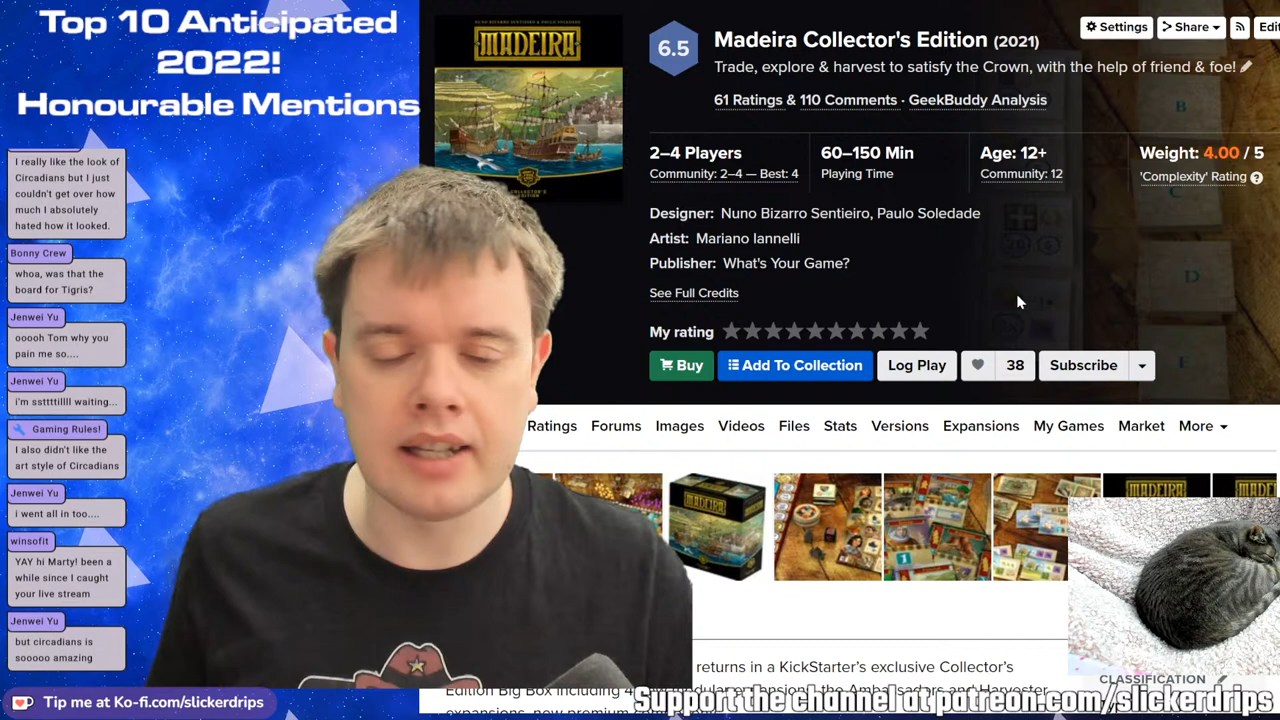 Top 10 Anticipated
2022!
Honourable Mentions
I really like the look of
Circadians but I just
couldn't get over how
much I absolutely
hated how it looked.
Bonny Crew
whoa, was that the
board for Tigris?
Jenwei Yu
ooooh Tom why you
pain me so....
Jenwei Yu
i'm sstttillll waiting...
Gaming Rules!
I also didn't like the
art style of Circadians
Jenwei Yu
i went all in too....
winsofit
YAY hi Marty! been a
while since I caught
your live stream
Jenwei Yu
but circadians is
sooooo amazing
Tip me at Ko-fi.com/slickerdrips
MADEIRA
6.5
Madeira Collector's Edition (2021)
Settings
Share
Edi
Trade, explore & harvest to satisfy the Crown, with the help of friend & foe!
61 Ratings & 110 Comments · GeekBuddy Analysis
2–4 Players
Community: 2–4 — Best: 4
60–150 Min
Playing Time
Age: 12+
Community: 12
Weight: 4.00 / 5
'Complexity' Rating
Designer: Nuno Bizarro Sentieiro, Paulo Soledade
Artist: Mariano Iannelli
Publisher: What's Your Game?
See Full Credits
My rating
Buy
Add To Collection
Log Play
38
Subscribe
B
C
D
E
Ratings
Forums
Images
Videos
Files
Stats
Versions
Expansions
My Games
Market
More
MADEIRA
returns in a KickStarter's exclusive Collector's
Edition Big Box including 4
CLASSIFICATION
Support the channel at patreon.com/slickerdrips